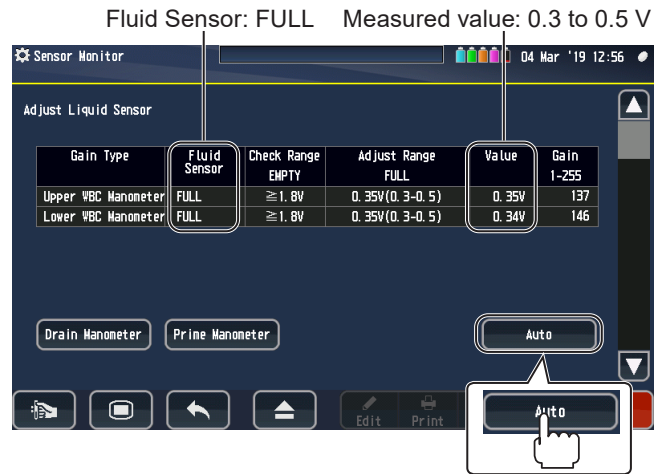 Fluid Sensor: FULL Measured value: 0.3 to 0.5 V
Sensor Monitor 04 Mar '19 12:56
Adjust Liquid Sensor
Gain Type Fluid Sensor Check Range EMPTY Adjust Range FULL Value Gain 1-255
Upper WBC Manometer FULL ≧1.8V 0.35V(0.3-0.5) 0.35V 137
Lower WBC Manometer FULL ≧1.8V 0.35V(0.3-0.5) 0.34V 146
Drain Manometer Prime Manometer Auto
Edit Print Auto